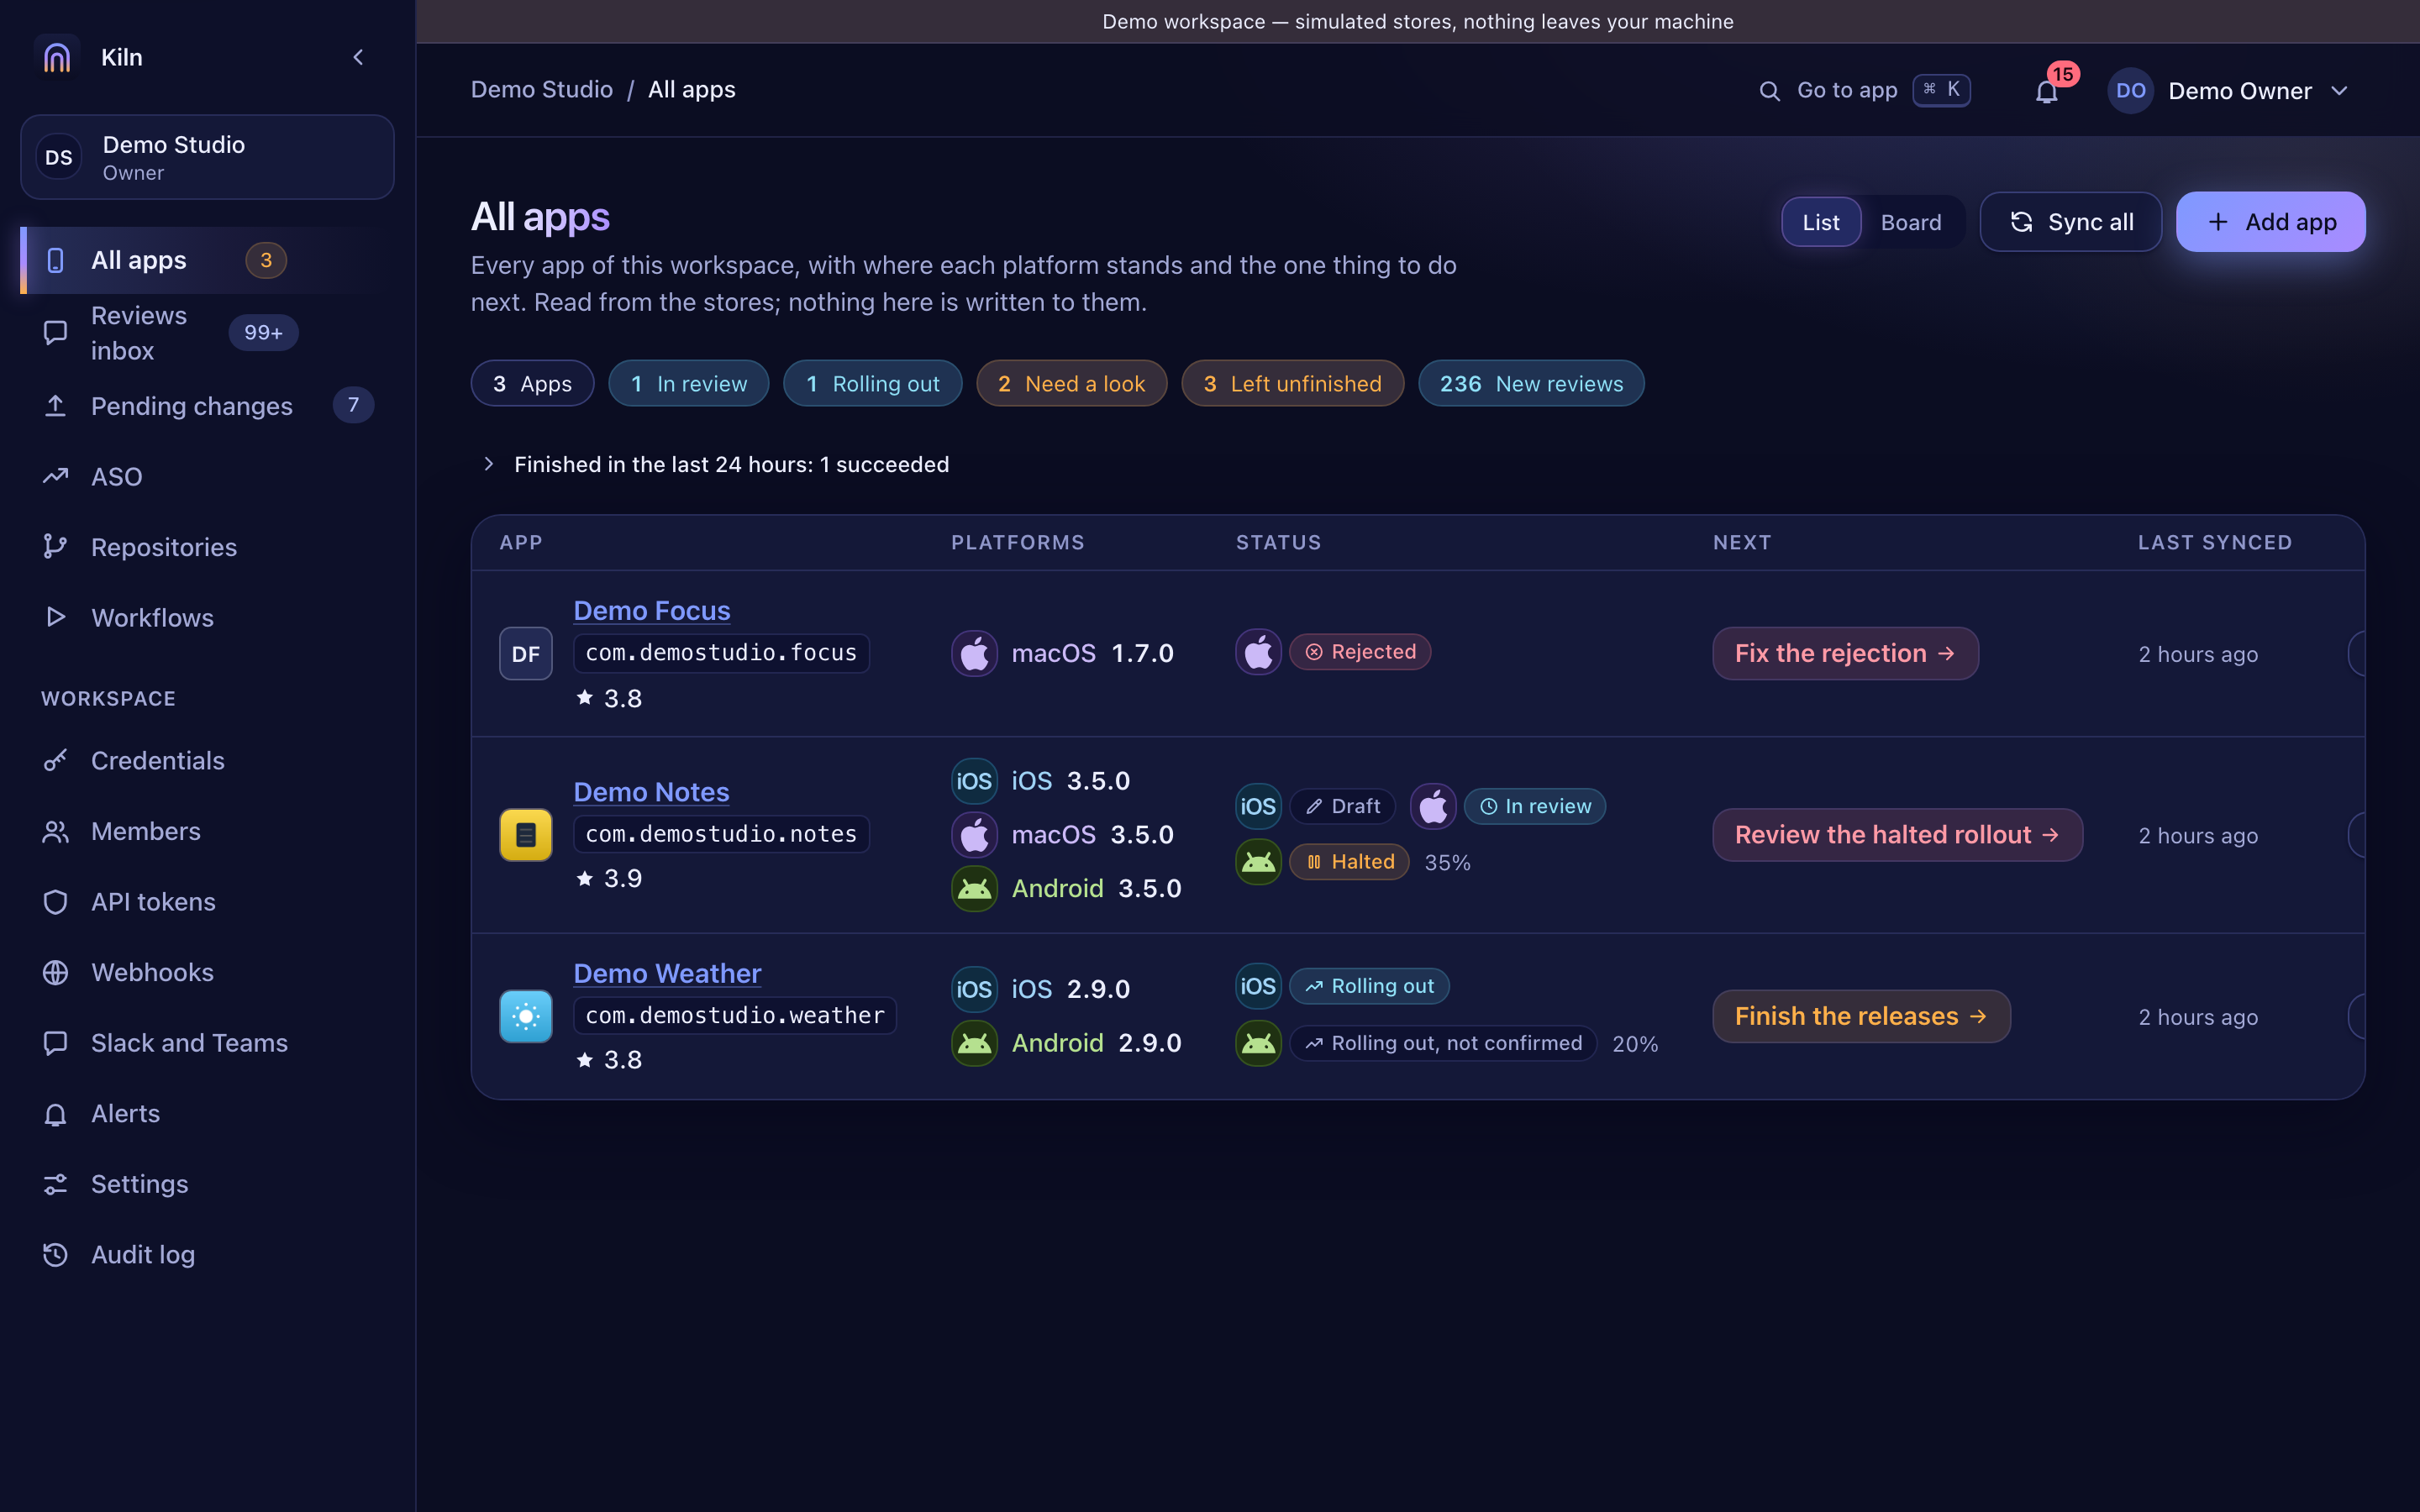 Demo workspace — simulated stores, nothing leaves your machine
Kiln
DS
Demo Studio
Owner
All apps 3
Reviews inbox 99+
Pending changes 7
ASO
Repositories
Workflows
WORKSPACE
Credentials
Members
API tokens
Webhooks
Slack and Teams
Alerts
Settings
Audit log
Demo Studio / All apps
Go to app ⌘ K
15
DO Demo Owner
All apps
Every app of this workspace, with where each platform stands and the one thing to do
next. Read from the stores; nothing here is written to them.
List Board Sync all + Add app
3 Apps 1 In review 1 Rolling out 2 Need a look 3 Left unfinished 236 New reviews
Finished in the last 24 hours: 1 succeeded
APP PLATFORMS STATUS NEXT LAST SYNCED
DF
Demo Focus
com.demostudio.focus
★ 3.8
macOS 1.7.0
Rejected
Fix the rejection →
2 hours ago
Demo Notes
com.demostudio.notes
★ 3.9
iOS iOS 3.5.0
macOS 3.5.0
Android 3.5.0
iOS Draft In review
Halted 35%
Review the halted rollout →
2 hours ago
Demo Weather
com.demostudio.weather
★ 3.8
iOS iOS 2.9.0
Android 2.9.0
iOS Rolling out
Rolling out, not confirmed 20%
Finish the releases →
2 hours ago